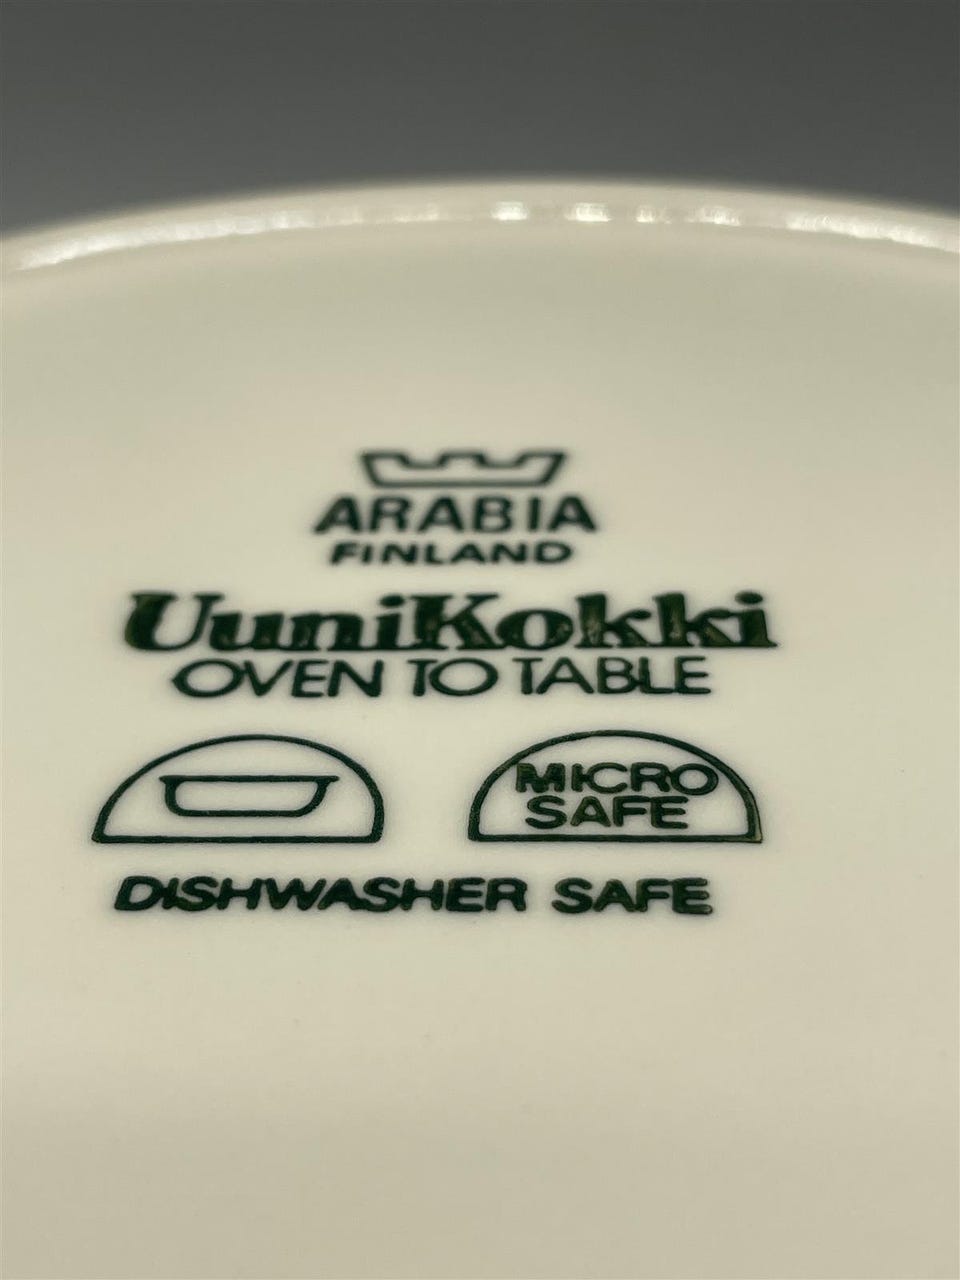 ARABIA
FINLAND
UuniKokki
OVEN TO TABLE
MICRO
SAFE
DISHWASHER SAFE